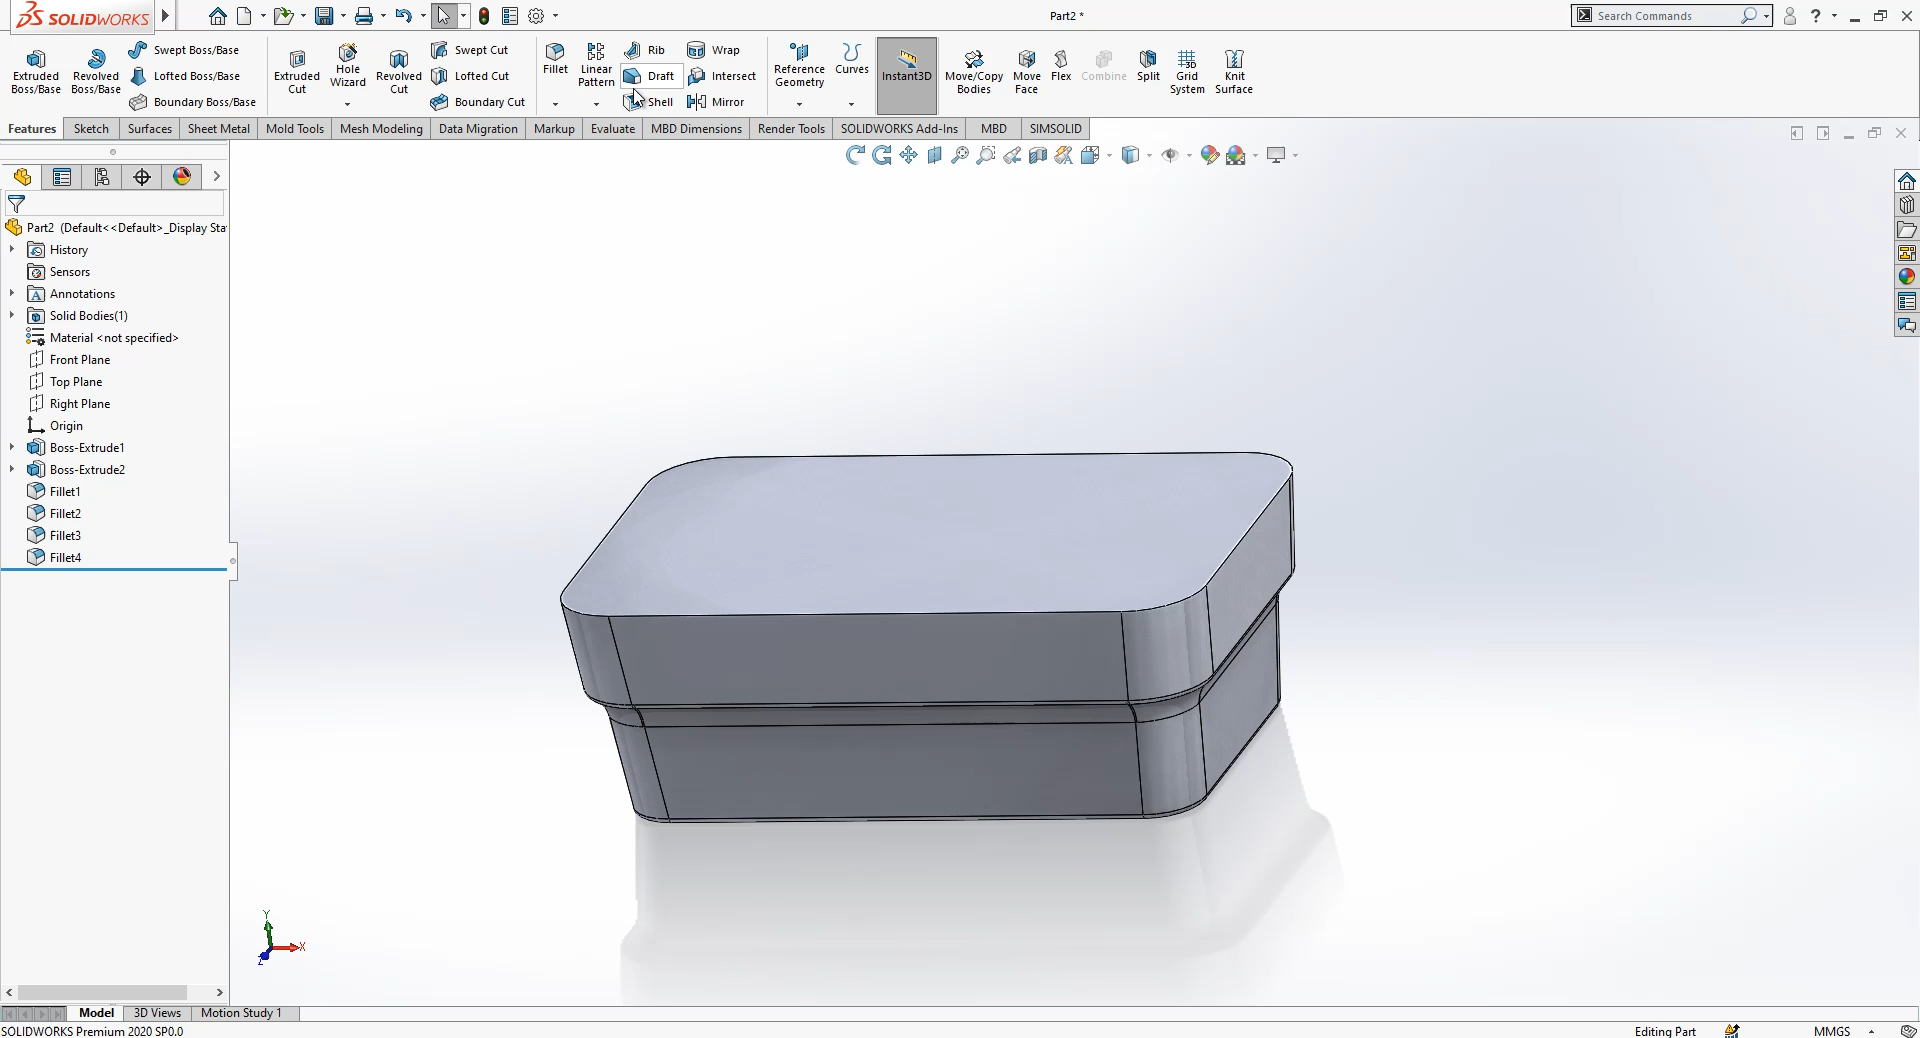 SOLIDWORKS
Part2 *
Search Commands
Extruded Boss/Base
Revolved Boss/Base
Swept Boss/Base
Lofted Boss/Base
Boundary Boss/Base
Extruded Cut
Hole Wizard
Revolved Cut
Swept Cut
Lofted Cut
Boundary Cut
Fillet
Linear Pattern
Rib
Draft
Shell
Wrap
Intersect
Mirror
Reference Geometry
Curves
Instant3D
Move/Copy Bodies
Move Face
Flex
Combine
Split
Grid System
Knit Surface
Features
Sketch
Surfaces
Sheet Metal
Mold Tools
Mesh Modeling
Data Migration
Markup
Evaluate
MBD Dimensions
Render Tools
SOLIDWORKS Add-Ins
MBD
SIMSOLID
Part2 (Default<<Default>_Display Sta
History
Sensors
Annotations
Solid Bodies(1)
Material <not specified>
Front Plane
Top Plane
Right Plane
Origin
Boss-Extrude1
Boss-Extrude2
Fillet1
Fillet2
Fillet3
Fillet4
Y
X
Z
Model
3D Views
Motion Study 1
SOLIDWORKS Premium 2020 SP0.0
Editing Part
MMGS